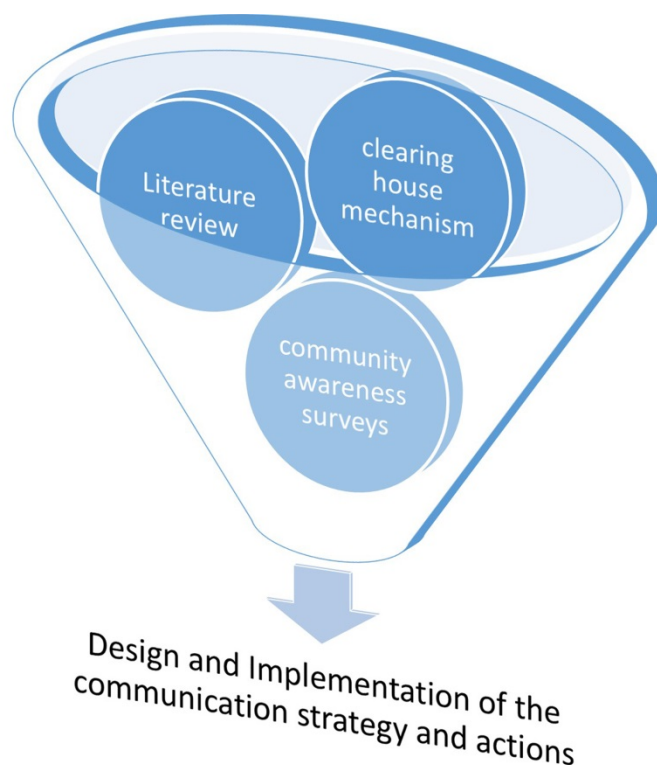 Literature
review
clearing
house
mechanism
community
awareness
surveys
Design and Implementation of the
communication strategy and actions